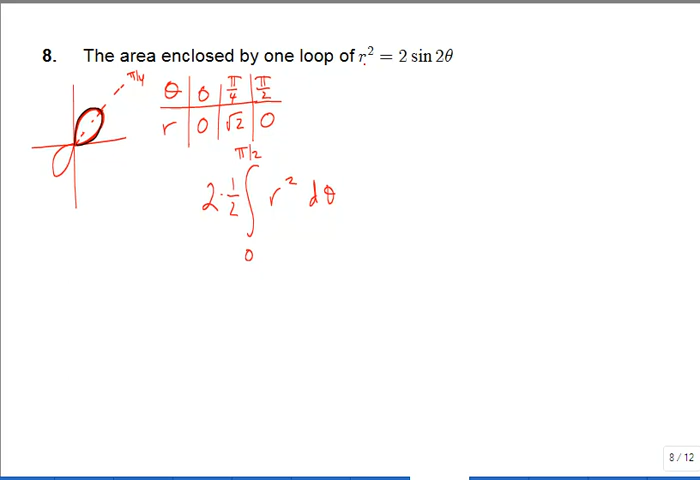 8. The area enclosed by one loop of r² = 2 sin 2θ
π/4
θ | 0 | π/4 | π/2
r | 0 | √2 | 0
2·1/2 ∫₀^(π/2) r² dθ
8 / 12